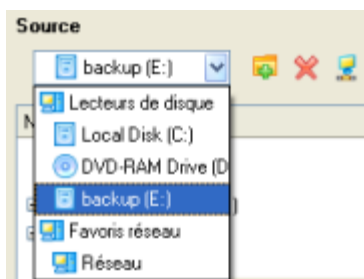 Source
backup (E:)
Lecteurs de disque
Local Disk (C:)
DVD-RAM Drive (D
backup (E:)
Favoris réseau
Réseau